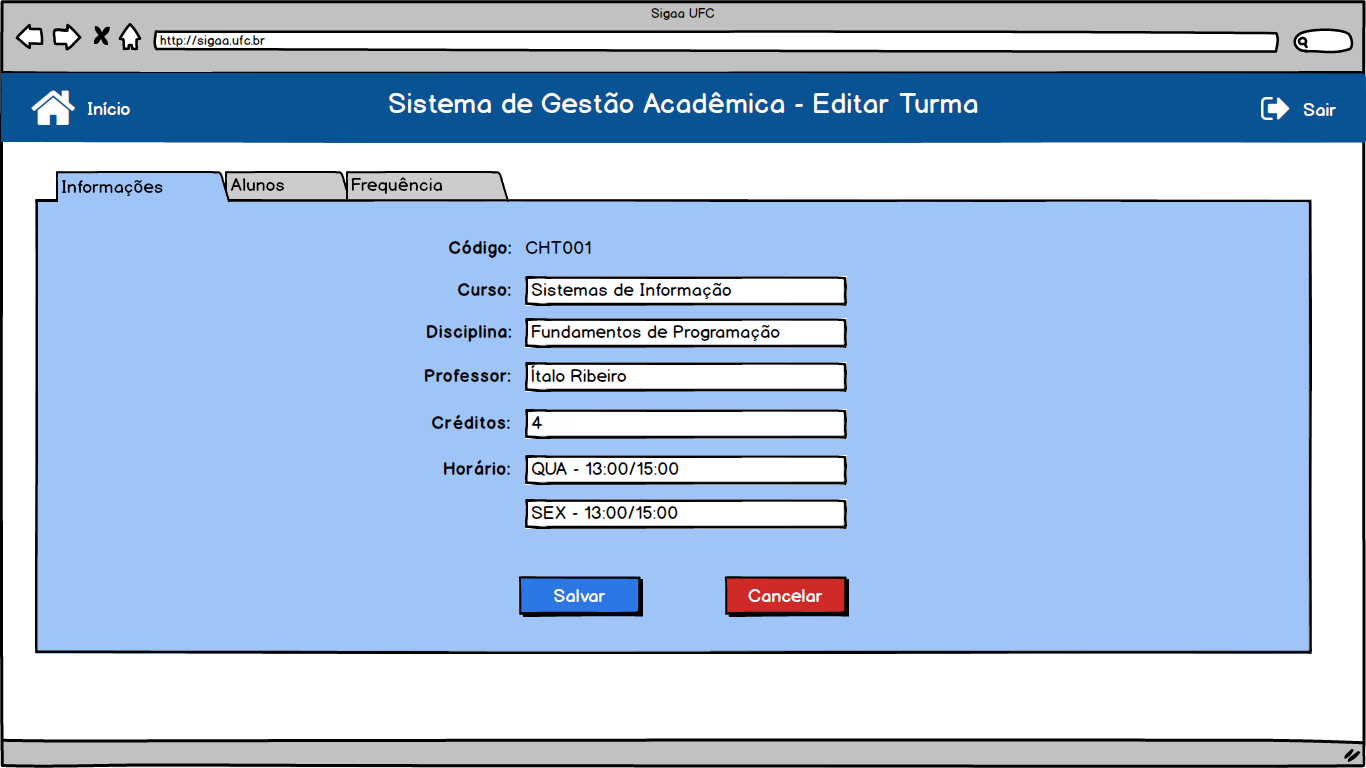 Sigaa UFC
http://sigaa.ufc.br
Início
Sistema de Gestão Acadêmica - Editar Turma
Sair
Informações
Alunos
Frequência
Código: CHT001
Curso: Sistemas de Informação
Disciplina: Fundamentos de Programação
Professor: Ítalo Ribeiro
Créditos: 4
Horário: QUA - 13:00/15:00
SEX - 13:00/15:00
Salvar
Cancelar